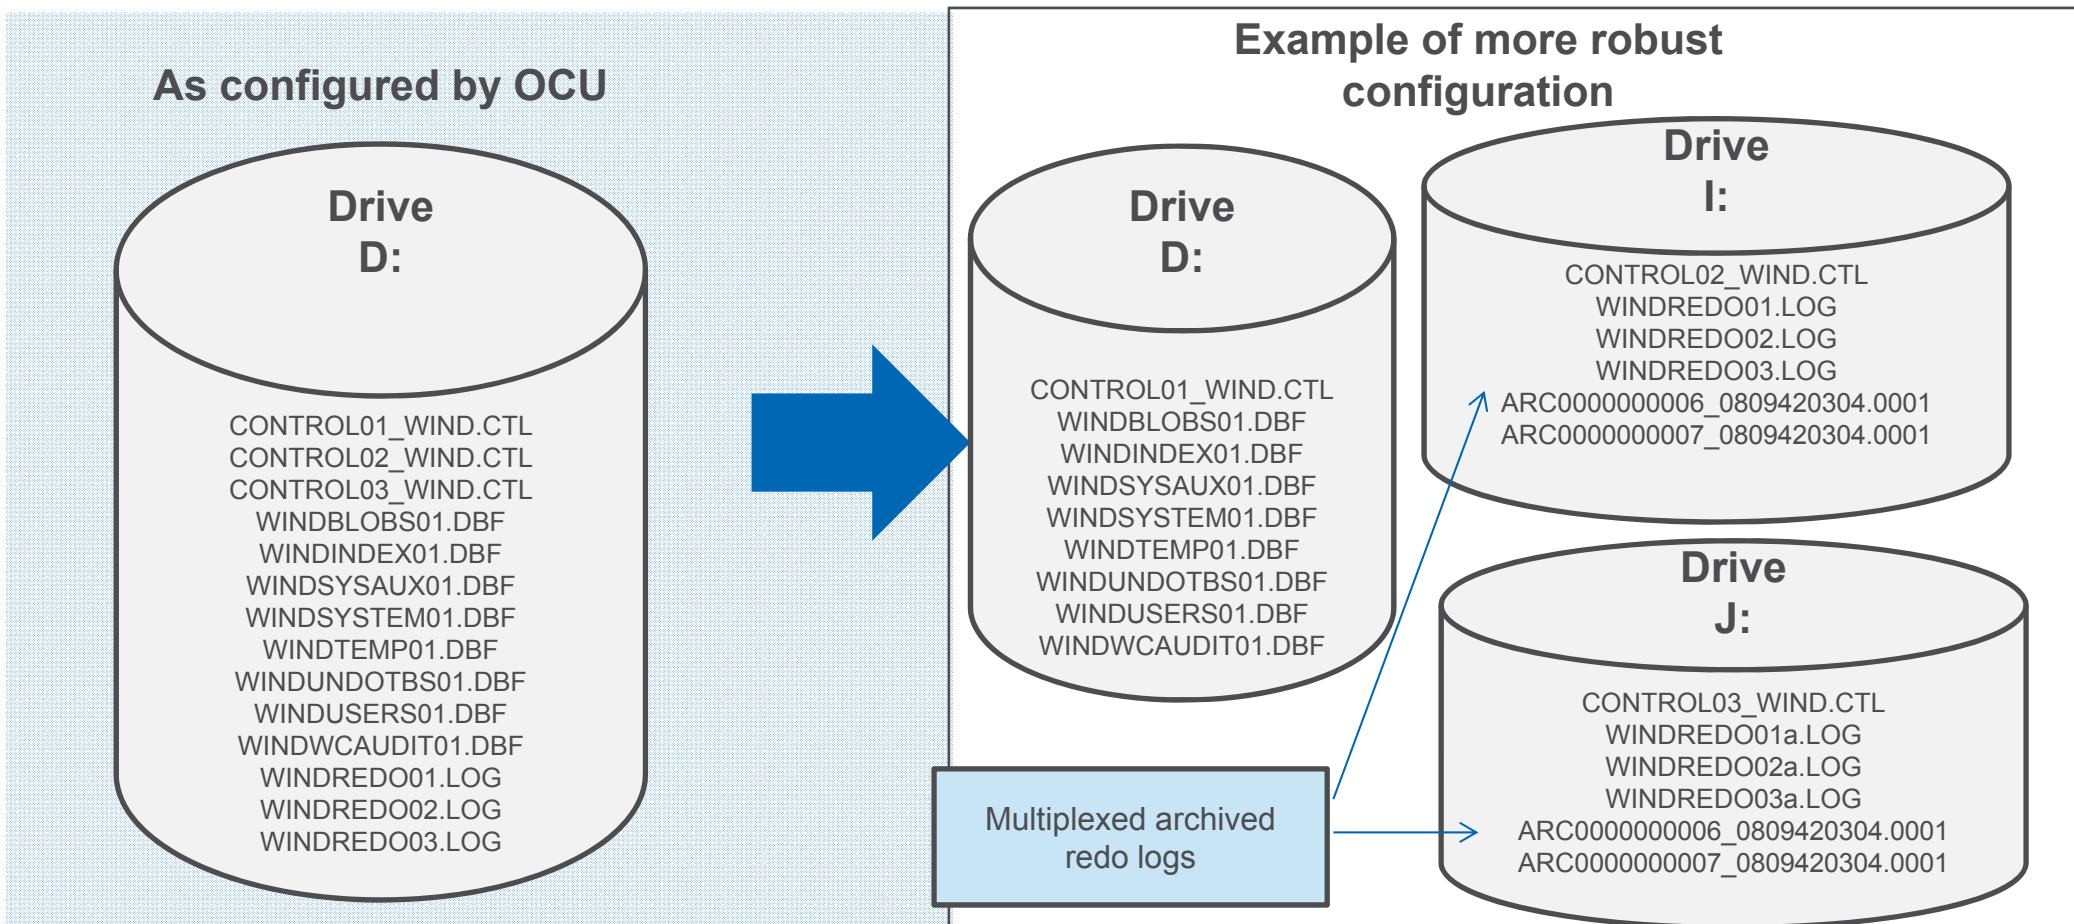 As configured by OCU
Drive
D:
CONTROL01_WIND.CTL
CONTROL02_WIND.CTL
CONTROL03_WIND.CTL
WINDBLOBS01.DBF
WINDINDEX01.DBF
WINDSYSAUX01.DBF
WINDSYSTEM01.DBF
WINDTEMP01.DBF
WINDUNDOTBS01.DBF
WINDUSERS01.DBF
WINDWCAUDIT01.DBF
WINDREDO01.LOG
WINDREDO02.LOG
WINDREDO03.LOG
Example of more robust
configuration
Drive
D:
CONTROL01_WIND.CTL
WINDBLOBS01.DBF
WINDINDEX01.DBF
WINDSYSAUX01.DBF
WINDSYSTEM01.DBF
WINDTEMP01.DBF
WINDUNDOTBS01.DBF
WINDUSERS01.DBF
WINDWCAUDIT01.DBF
Drive
I:
CONTROL02_WIND.CTL
WINDREDO01.LOG
WINDREDO02.LOG
WINDREDO03.LOG
ARC0000000006_0809420304.0001
ARC0000000007_0809420304.0001
Drive
J:
CONTROL03_WIND.CTL
WINDREDO01a.LOG
WINDREDO02a.LOG
WINDREDO03a.LOG
ARC0000000006_0809420304.0001
ARC0000000007_0809420304.0001
Multiplexed archived
redo logs